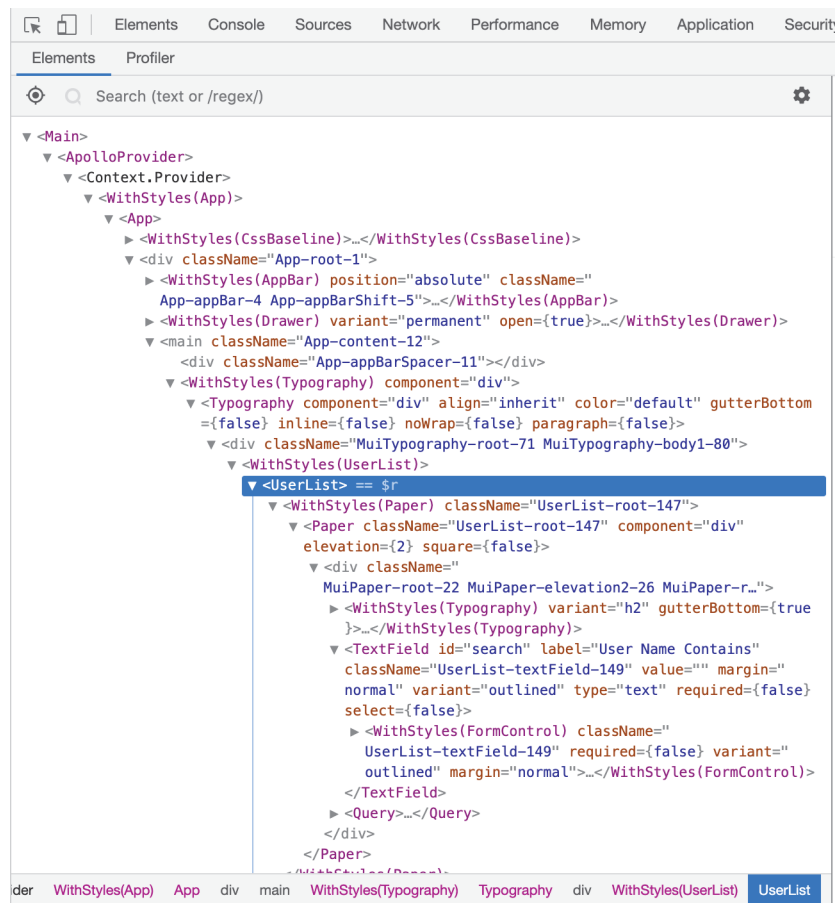 Elements Console Sources Network Performance Memory Application Security
Elements Profiler
Search (text or /regex/)
▼ <Main>
▼ <ApolloProvider>
▼ <Context.Provider>
▼ <WithStyles(App)>
▼ <App>
▶ <WithStyles(CssBaseline)>…</WithStyles(CssBaseline)>
▼ <div className="App-root-1">
▶ <WithStyles(AppBar) position="absolute" className="
App-appBar-4 App-appBarShift-5">…</WithStyles(AppBar)>
▶ <WithStyles(Drawer) variant="permanent" open={true}>…</WithStyles(Drawer)>
▼ <main className="App-content-12">
<div className="App-appBarSpacer-11"></div>
▼ <WithStyles(Typography) component="div">
▼ <Typography component="div" align="inherit" color="default" gutterBottom
={false} inline={false} noWrap={false} paragraph={false}>
▼ <div className="MuiTypography-root-71 MuiTypography-body1-80">
▼ <WithStyles(UserList)>
▼ <UserList> == $r
▼ <WithStyles(Paper) className="UserList-root-147">
▼ <Paper className="UserList-root-147" component="div"
elevation={2} square={false}>
▼ <div className="
MuiPaper-root-22 MuiPaper-elevation2-26 MuiPaper-r…">
▶ <WithStyles(Typography) variant="h2" gutterBottom={true
}>…</WithStyles(Typography)>
▼ <TextField id="search" label="User Name Contains"
className="UserList-textField-149" value="" margin="
normal" variant="outlined" type="text" required={false}
select={false}>
▶ <WithStyles(FormControl) className="
UserList-textField-149" required={false} variant="
outlined" margin="normal">…</WithStyles(FormControl)>
</TextField>
▶ <Query>…</Query>
</div>
</Paper>
</WithStyles(Paper)>
der WithStyles(App) App div main WithStyles(Typography) Typography div WithStyles(UserList) UserList